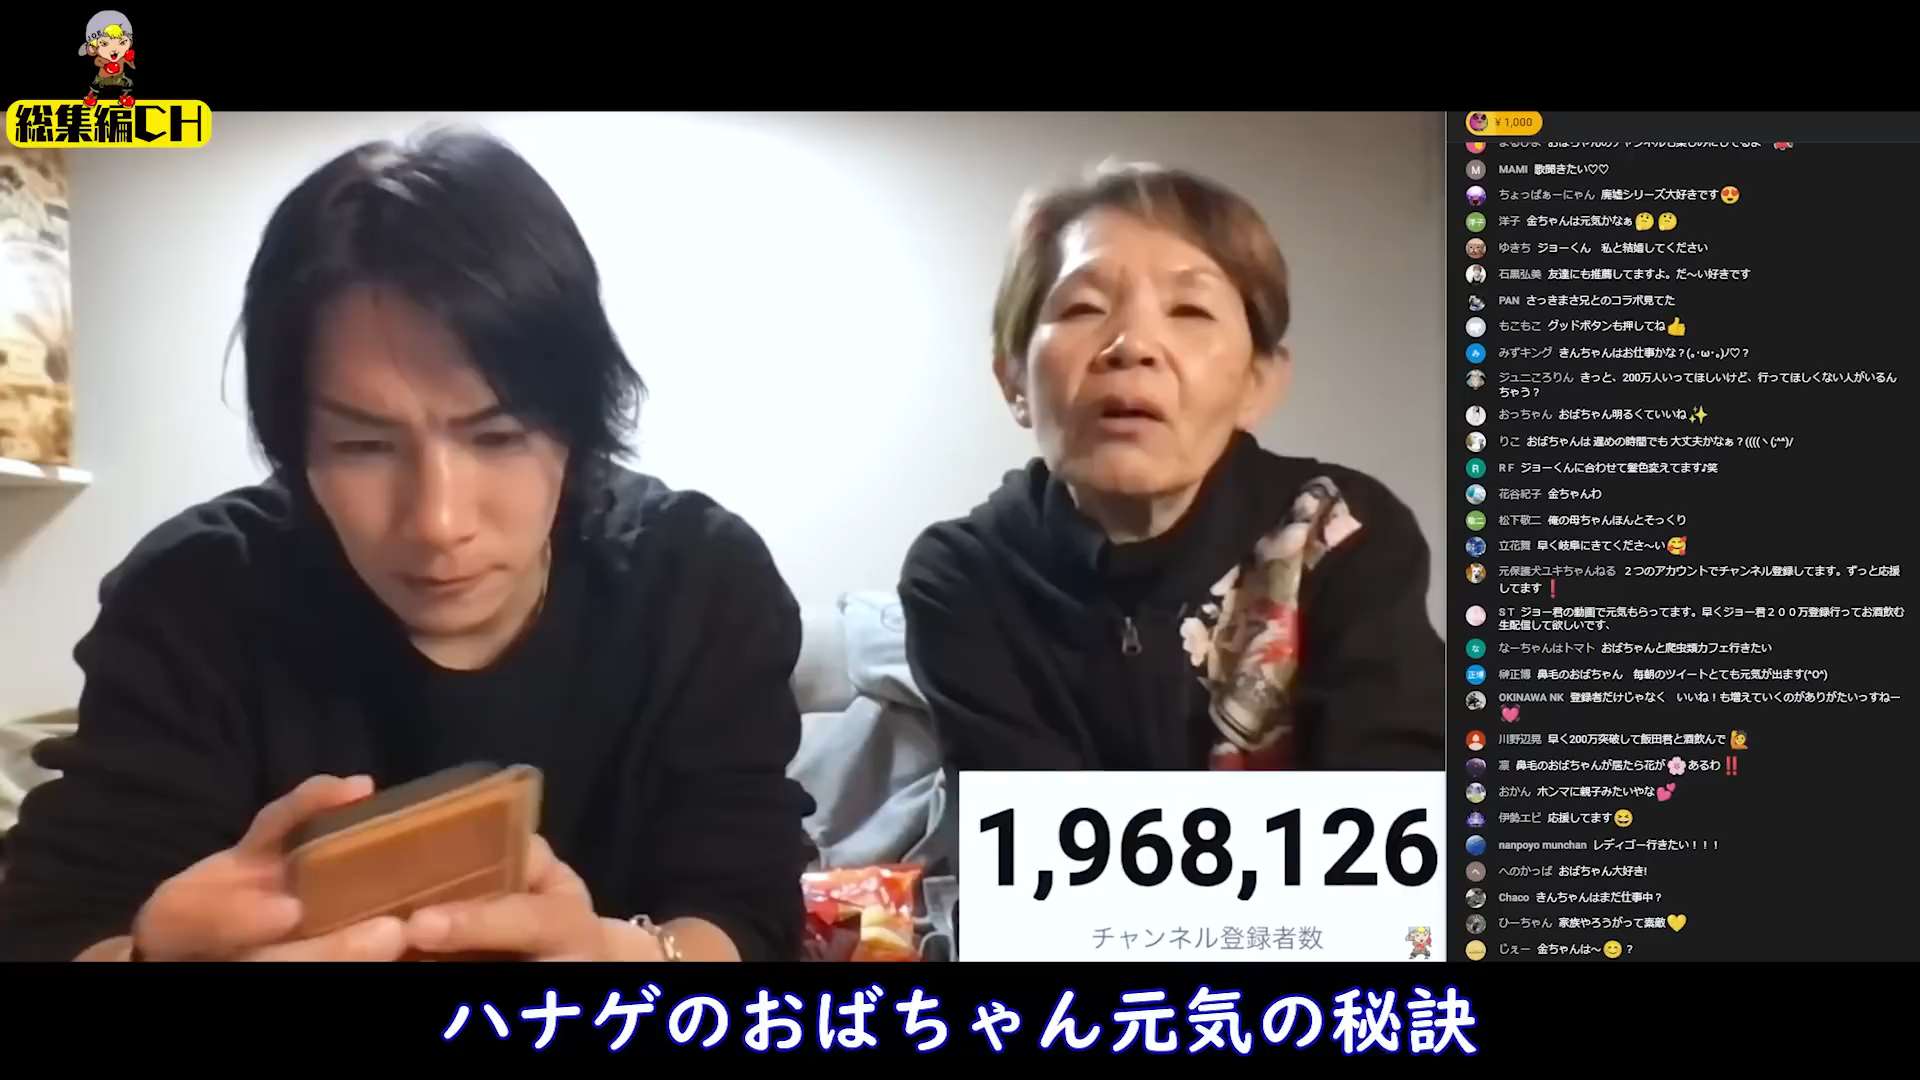 総集編CH
¥ 1,000
MAMI 歌聞きたい♡♡
ちょっぱぁーにゃん 廃墟シリーズ大好きです😍
洋子 金ちゃんは元気かなぁ🤔🤔
ゆきち ジョーくん 私と結婚してください
石黒弘美 友達にも推薦してますよ。だ～い好きです
PAN さっきまさ兄とのコラボ見てた
もこもこ グッドボタンも押してね👍
みずキング きんちゃんはお仕事かな？(｡･ω･｡)ﾉ♡？
ジュニころりん きっと、200万人いってほしいけど、行ってほしくない人がいるん
ちゃう？
おっちゃん おばちゃん明るくていいね✨
りこ おばちゃんは 遅めの時間でも 大丈夫かなぁ？((((ヽ(;^^)/
R F ジョーくんに合わせて髪色変えてます♪笑
花谷紀子 金ちゃんわ
松下敬二 俺の母ちゃんほんとそっくり
立花舞 早く岐阜にきてくださ～い🥰
元保護犬ユキちゃんねる ２つのアカウントでチャンネル登録してます。ずっと応援
してます❗
S T ジョー君の動画で元気もらってます。早くジョー君２００万登録行ってお酒飲む
生配信して欲しいです、
なーちゃんはトマト おばちゃんと爬虫類カフェ行きたい
榊正博 鼻毛のおばちゃん 毎朝のツイートとても元気が出ます(^O^)
OKINAWA NK 登録者だけじゃなく いいね！も増えていくのがありがたいっすねー
💓
川野辺晃 早く200万突破して飯田君と酒飲んで🙋
凛 鼻毛のおばちゃんが居たら花が🌸あるわ‼️
おかん ホンマに親子みたいやな💕
伊勢エビ 応援してます😆
nanpoyo munchan レディゴー行きたい！！！
へのかっぱ おばちゃん大好き!
Chaco きんちゃんはまだ仕事中？
ひーちゃん 家族やろうがって素敵💛
じぇー 金ちゃんは〜😊？
1,968,126
チャンネル登録者数
ハナゲのおばちゃん元気の秘訣